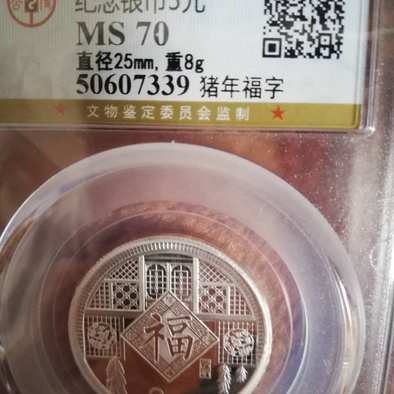 纪念银币3元
MS 70
直径25mm,重8g
50607339 猪年福字
★ 文物鉴定委员会监制 ★
福